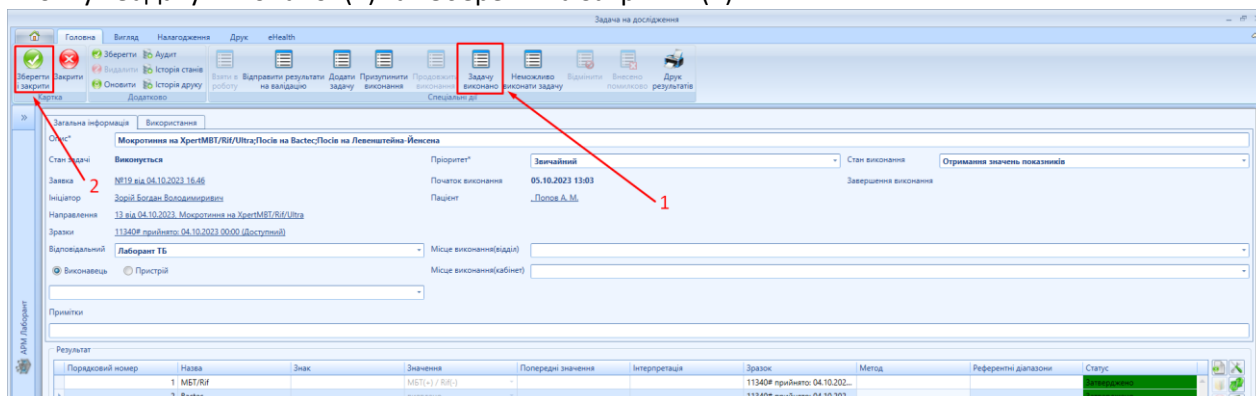 Задача на дослідження
Головна Вигляд Налагодження Друк eHealth
Зберегти і закрити
Закрити
Зберегти
Видалити
Оновити
Аудит
Історія станів
Історія друку
Взяти в роботу
Відправити результати на валідацію
Додати задачу
Призупинити виконання
Продовжити виконання
Задачу виконано
Неможливо виконати задачу
Відмінити
Внесено помилково
Друк результатів
Картка Додатково Спеціальні дії
Загальна інформація Використання
Опис* Мокротиння на XpertMBT/Rif/Ultra;Посів на Bactec;Посів на Левенштейна-Йенсена
Стан задачі Виконується Пріоритет* Звичайний Стан виконання Отримання значень показників
Заявка №19 від 04.10.2023 16.46 Початок виконання 05.10.2023 13:03 Завершення виконання
2
Ініціатор Зорій Богдан Володимирович Пацієнт . Попов А. М.
1
Направлення 13 від 04.10.2023. Мокротиння на XpertMBT/Rif/Ultra
Зразки 11340# прийнято: 04.10.2023 00:00 (Доступний)
Відповідальний Лаборант ТБ Місце виконання(відділ)
Виконавець Пристрій Місце виконання(кабінет)
Примітки
АРМ Лаборант
Результат
Порядковий номер Назва Знак Значення Попередні значення Інтерпретація Зразок Метод Референтні діапазони Статус
1 МБТ/Rif МБТ(+) / Rif(-) 11340# прийнято: 04.10.202... Затверджено